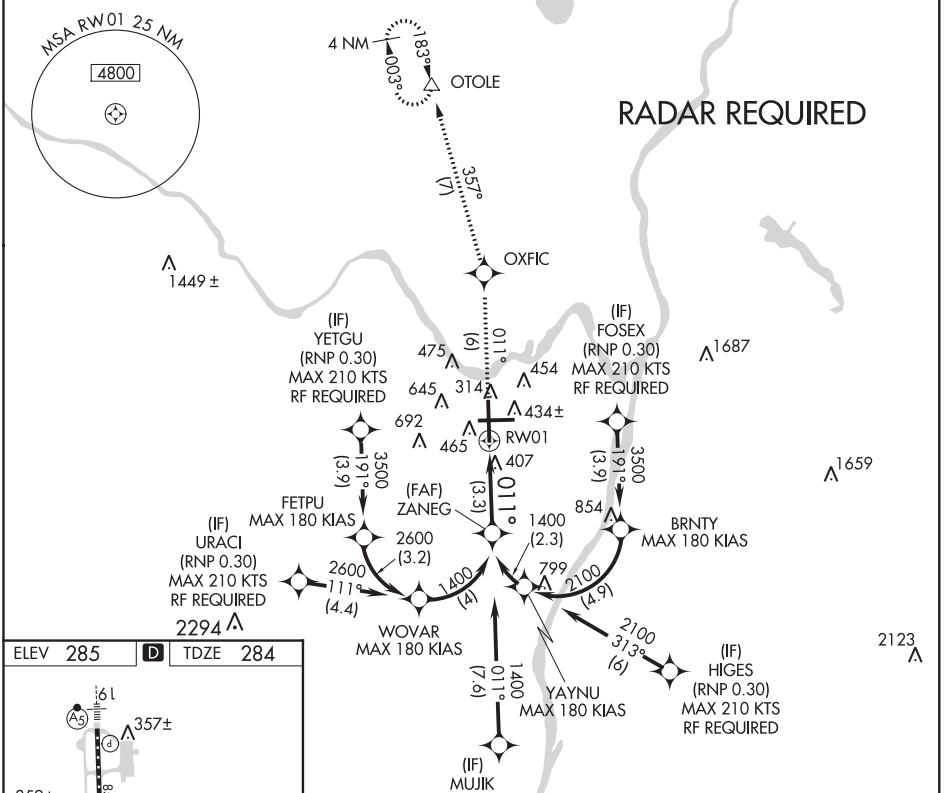 MSA RW01 25 NM
4800
4 NM
183°
003°
OTOLE
RADAR REQUIRED
357°
(7)
OXFIC
1449 ±
(IF)
YETGU
(RNP 0.30)
MAX 210 KTS
RF REQUIRED
011°
(6)
(IF)
FOSEX
(RNP 0.30)
MAX 210 KTS
RF REQUIRED
1687
475
454
314
645
434±
692
465
RW01
407
3500
191°
(3.9)
3500
191°
(3.9)
1659
(FAF)
ZANEG
011°
(3.3)
FETPU
MAX 180 KIAS
1400
(2.3)
854
BRNTY
MAX 180 KIAS
(IF)
URACI
(RNP 0.30)
MAX 210 KTS
RF REQUIRED
2600
(3.2)
2600
111°
(4.4)
1400
(4)
799
2100
(4.9)
2294
WOVAR
MAX 180 KIAS
2100
313°
(6)
2123
1400
011°
(7.6)
YAYNU
MAX 180 KIAS
(IF)
HIGES
(RNP 0.30)
MAX 210 KTS
RF REQUIRED
(IF)
MUJIK
ELEV 285 D TDZE 284
19
A5
357±
P